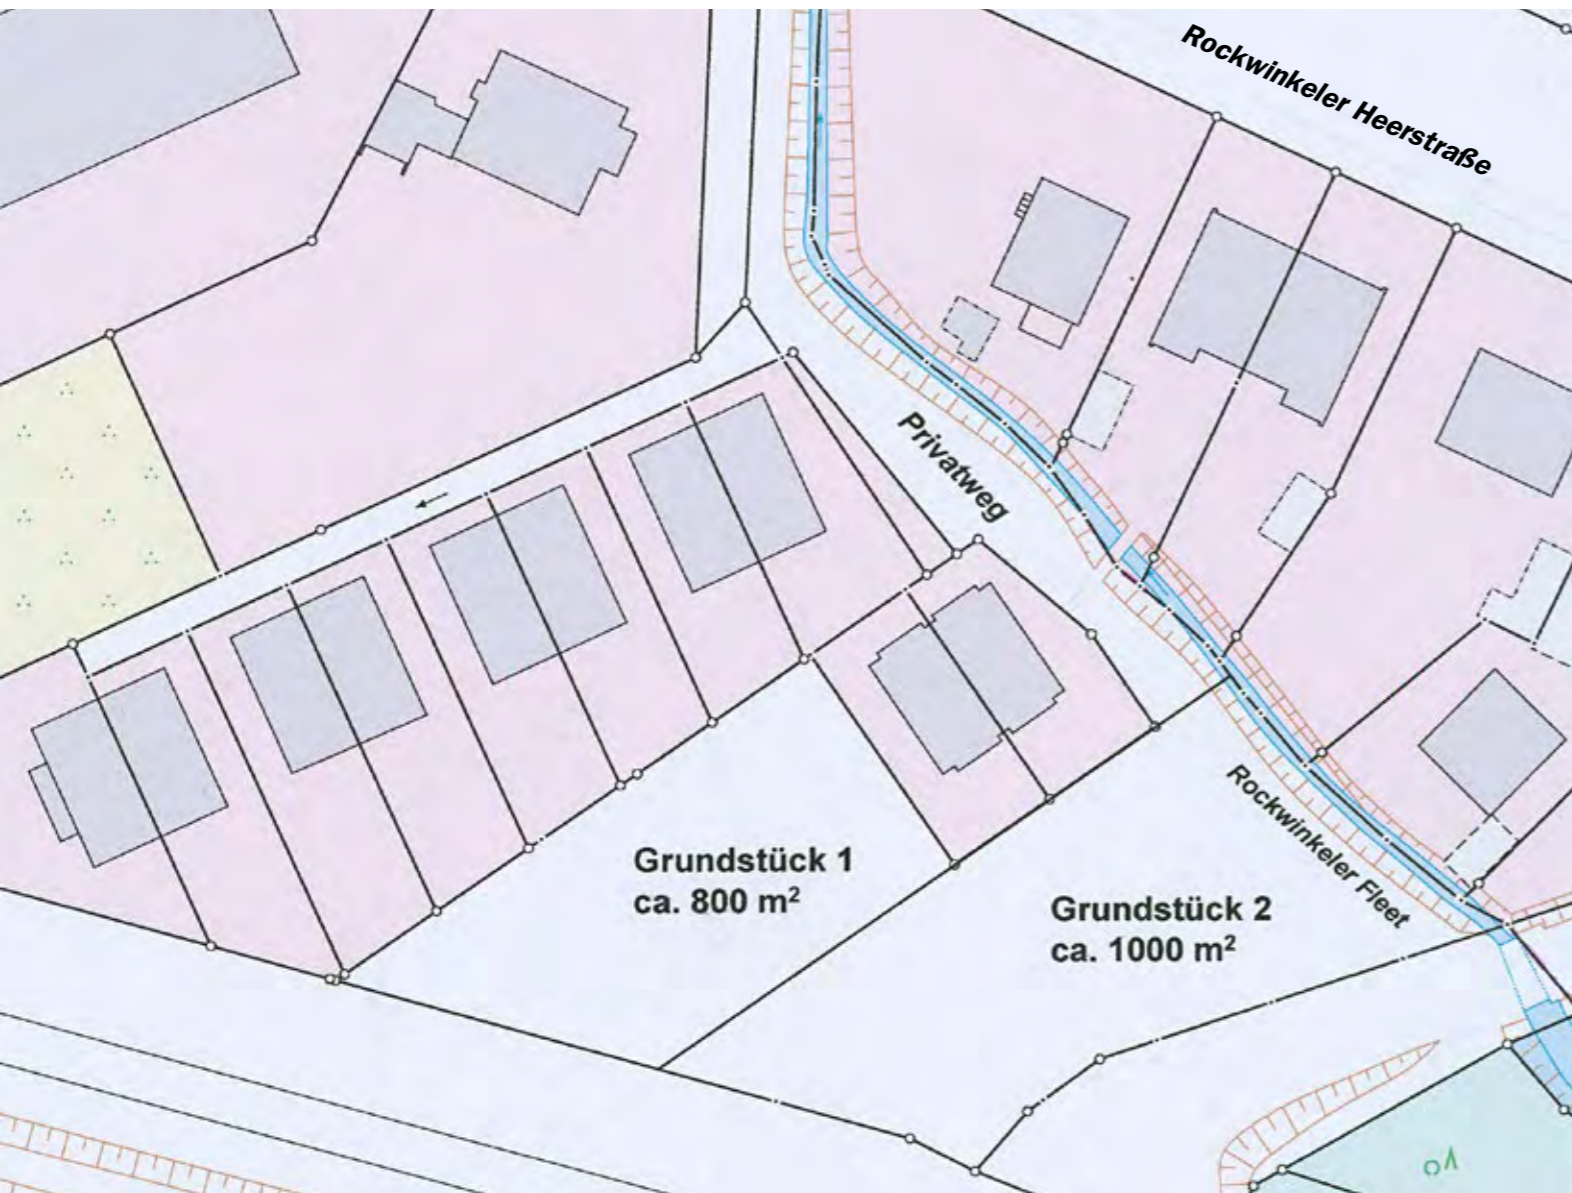 Rockwinkeler Heerstraße
Privatweg
Grundstück 1
ca. 800 m²
Rockwinkeler Fleet
Grundstück 2
ca. 1000 m²